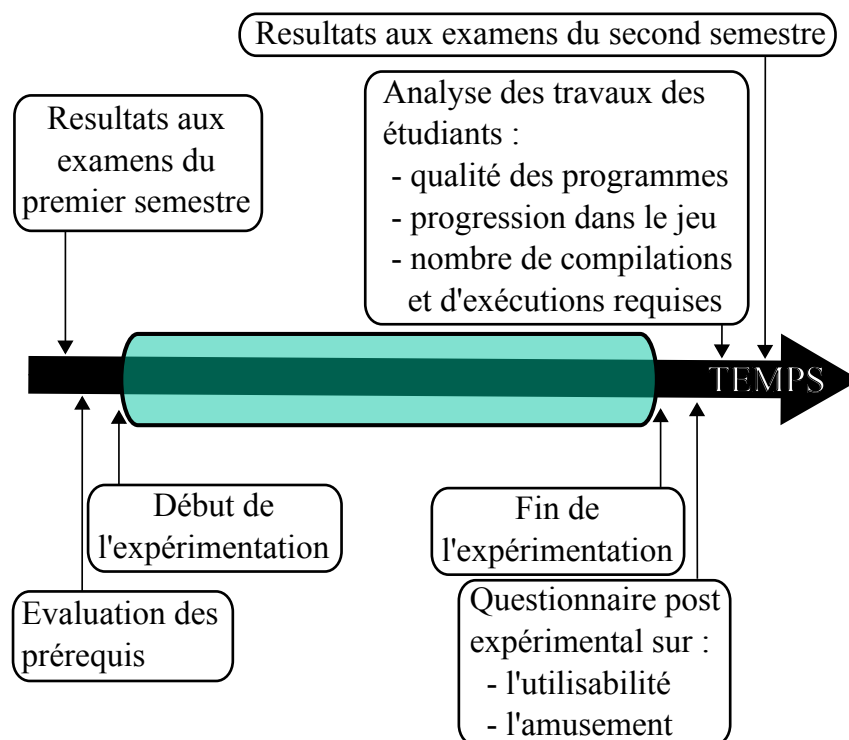 Resultats aux examens du second semestre
Resultats aux
examens du
premier semestre
Analyse des travaux des
étudiants :
- qualité des programmes
- progression dans le jeu
- nombre de compilations
et d'exécutions requises
TEMPS
Début de
l'expérimentation
Fin de
l'expérimentation
Evaluation des
prérequis
Questionnaire post
expérimental sur :
- l'utilisabilité
- l'amusement